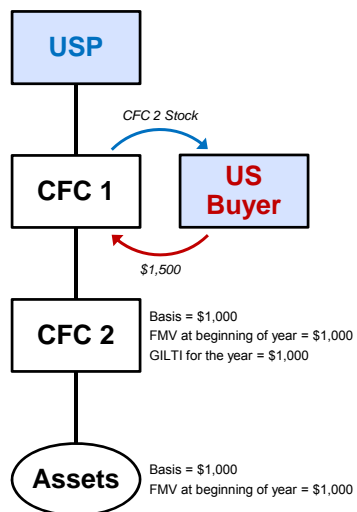 USP
CFC 2 Stock
CFC 1
US
Buyer
$1,500
CFC 2
Basis = $1,000
FMV at beginning of year = $1,000
GILTI for the year = $1,000
Assets
Basis = $1,000
FMV at beginning of year = $1,000